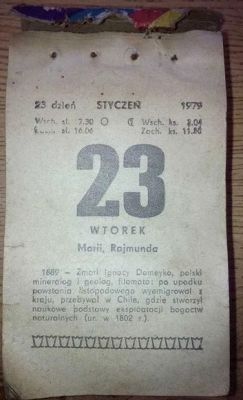 23 dzień STYCZEŃ 1979
Wsch. sł. 7.30 Wsch. ks. 3.04
Zach. sł. 16.06 Zach. ks. 11.50
23
WTOREK
Marii, Rajmunda
1889 – Zmarł Ignacy Domeyko, polski
mineralog i geolog, filomata; po upadku
powstania listopadowego wyemigrował z
kraju, przebywał w Chile, gdzie stworzył
naukowe podstawy eksploatacji bogactw
naturalnych (ur. w 1802 r.).